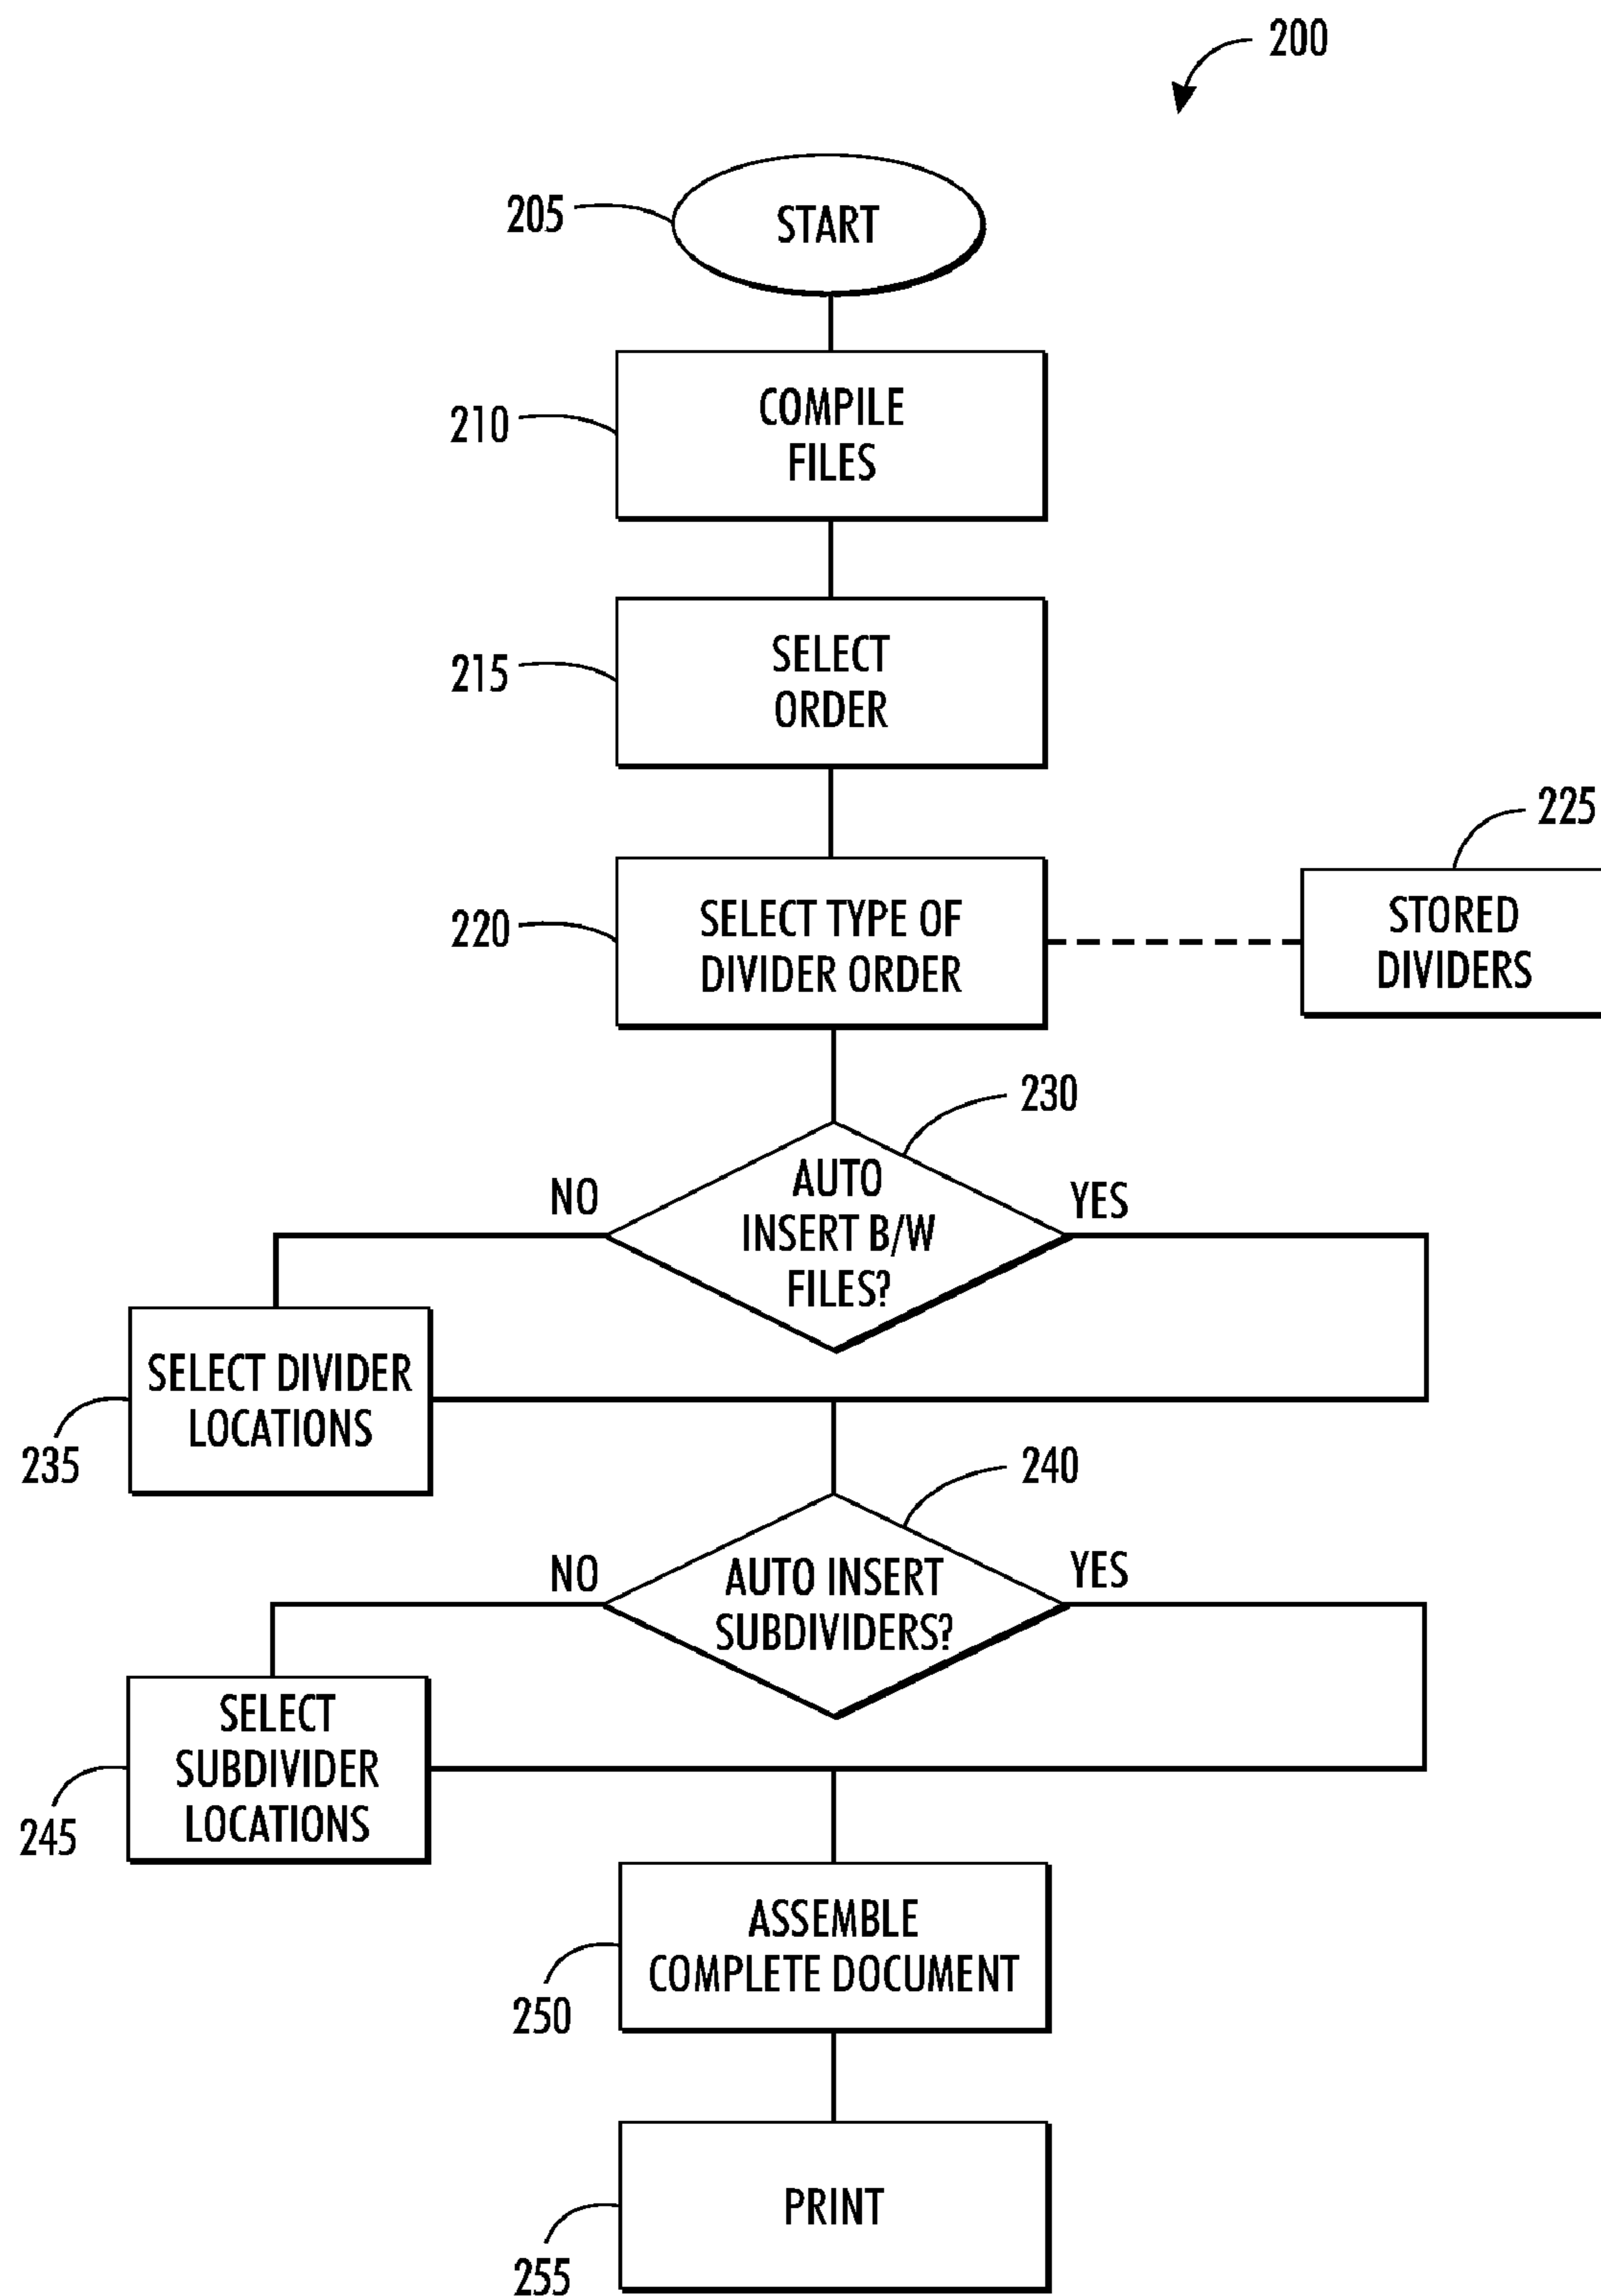 200
205
START
210
COMPILE
FILES
215
SELECT
ORDER
220
SELECT TYPE OF
DIVIDER ORDER
225
STORED
DIVIDERS
230
AUTO
INSERT B/W
FILES?
NO
YES
235
SELECT DIVIDER
LOCATIONS
240
AUTO INSERT
SUBDIVIDERS?
NO
YES
245
SELECT
SUBDIVIDER
LOCATIONS
250
ASSEMBLE
COMPLETE DOCUMENT
255
PRINT